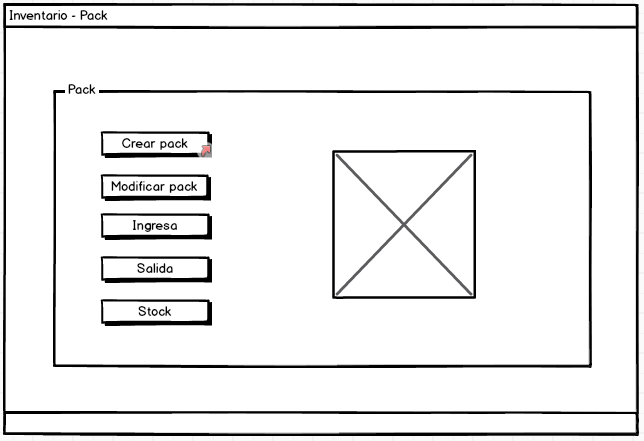 Inventario - Pack
Pack
Crear pack
Modificar pack
Ingresa
Salida
Stock